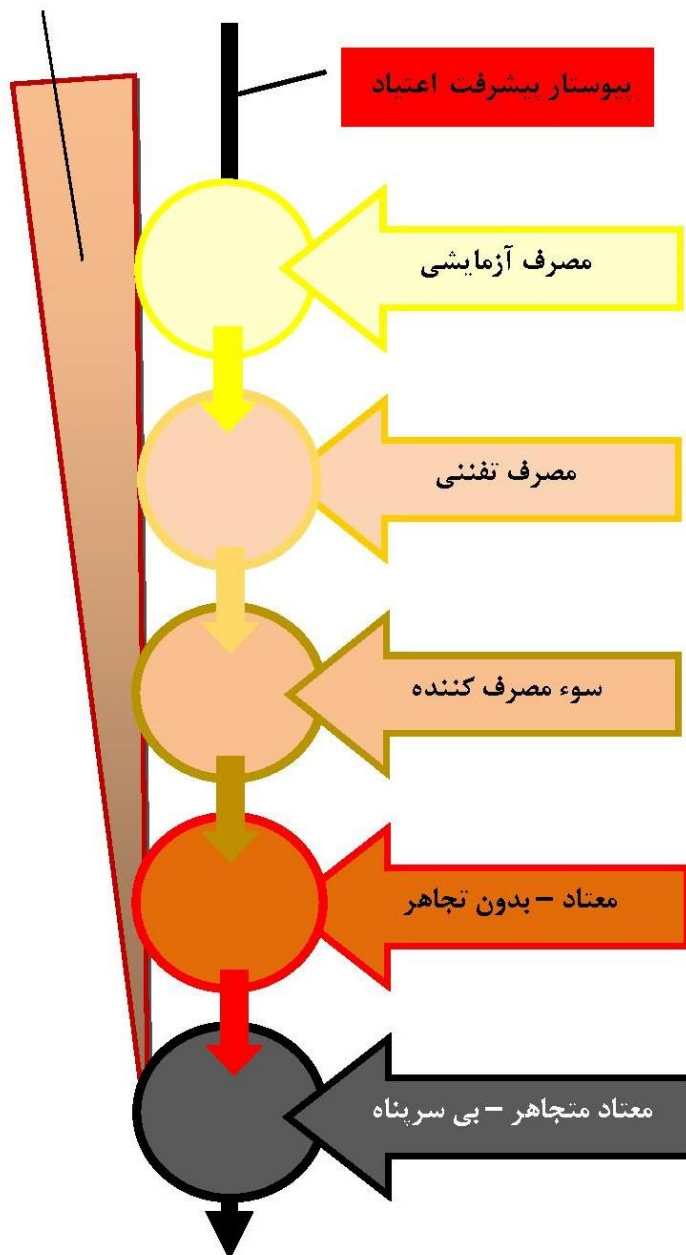 پیوستار پیشرفت اعتیاد
مصرف آزمایشی
مصرف تفننی
سوء مصرف کننده
معتاد – بدون تجاهر
معتاد متجاهر – بی سرپناه